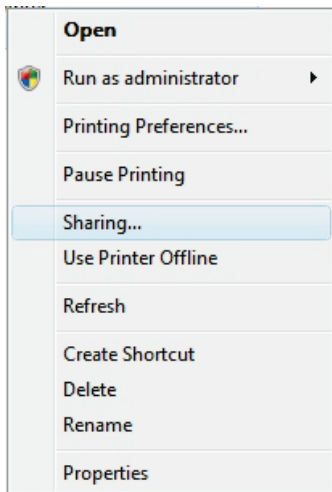 Open
Run as administrator
Printing Preferences...
Pause Printing
Sharing...
Use Printer Offline
Refresh
Create Shortcut
Delete
Rename
Properties